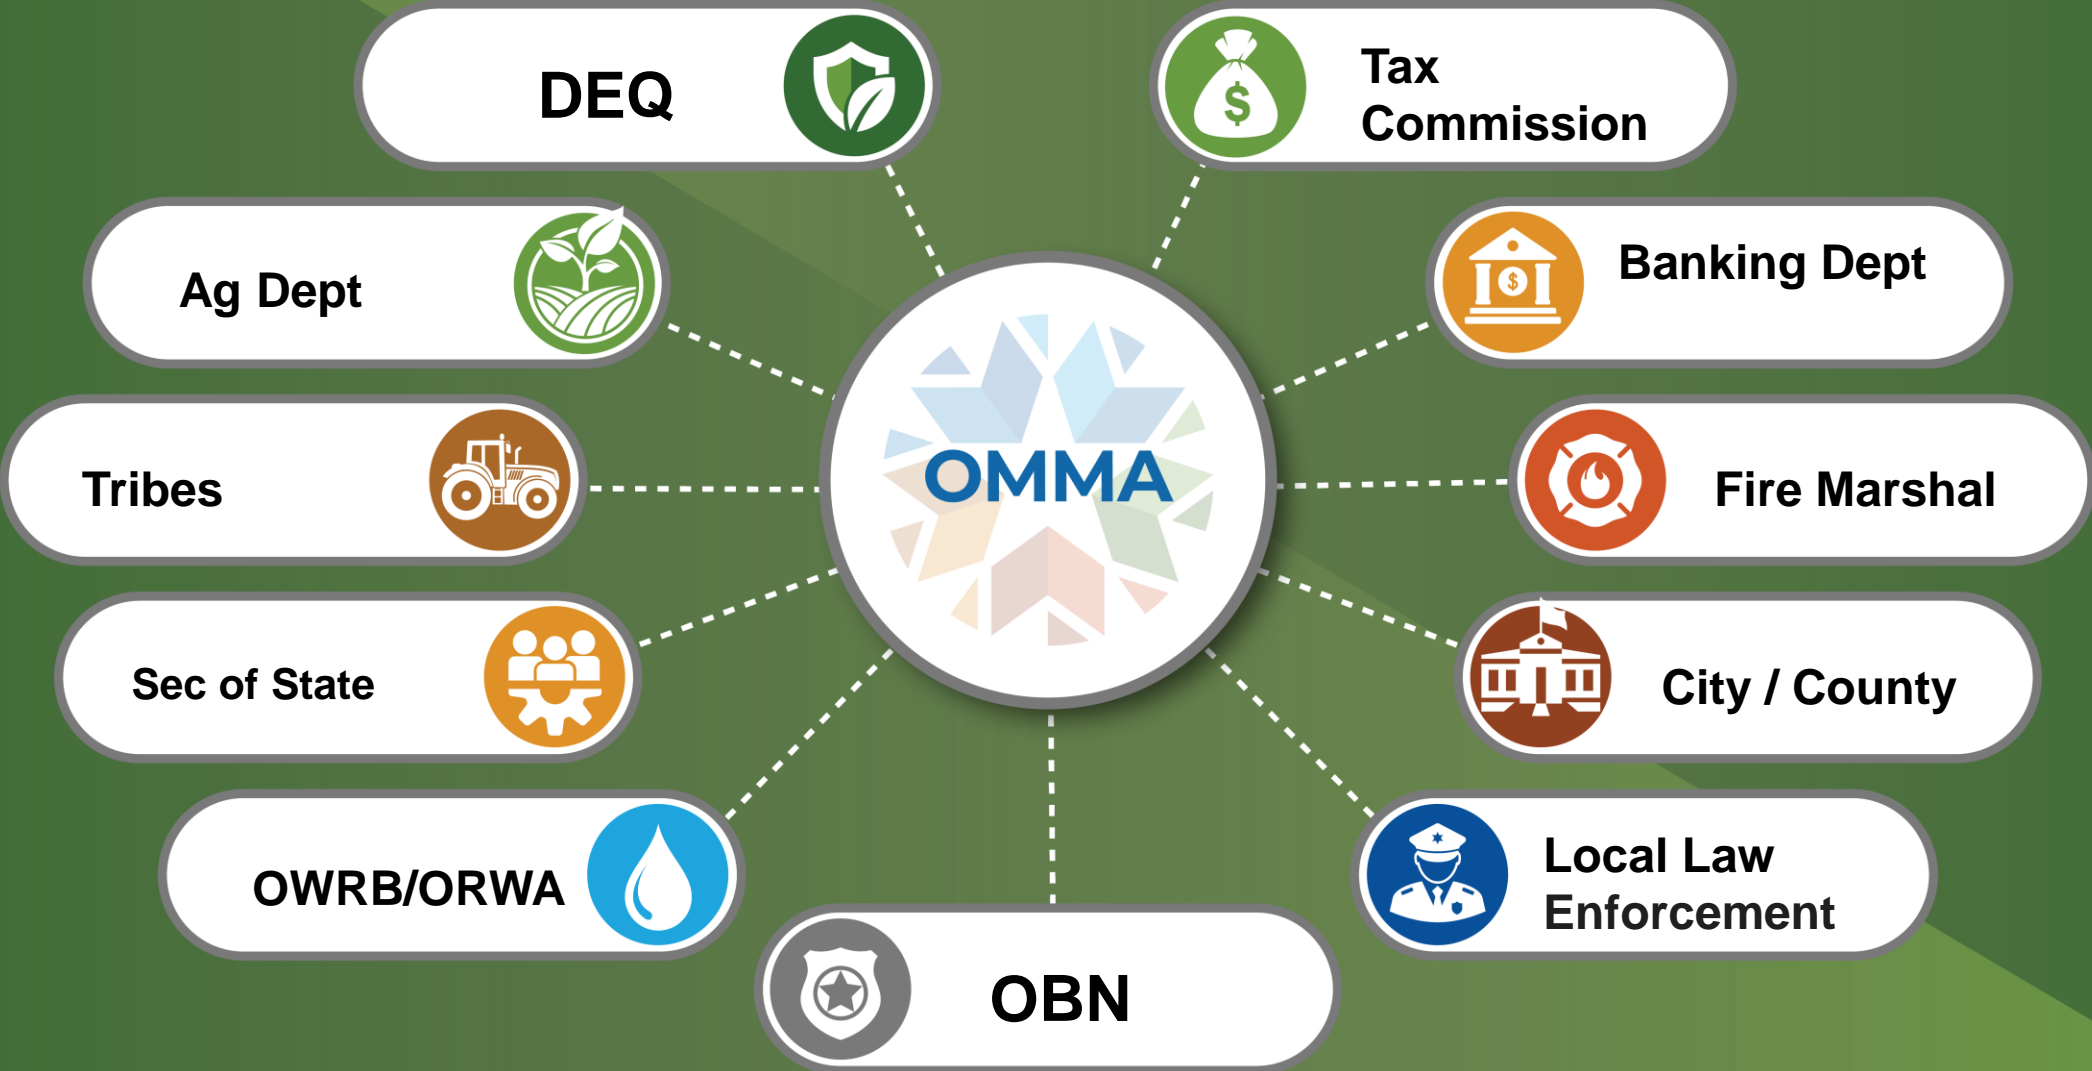 DEQ
Tax
Commission
Ag Dept
Banking Dept
Tribes
OMMA
Fire Marshal
Sec of State
City / County
OWRB/ORWA
Local Law
Enforcement
OBN
$
$